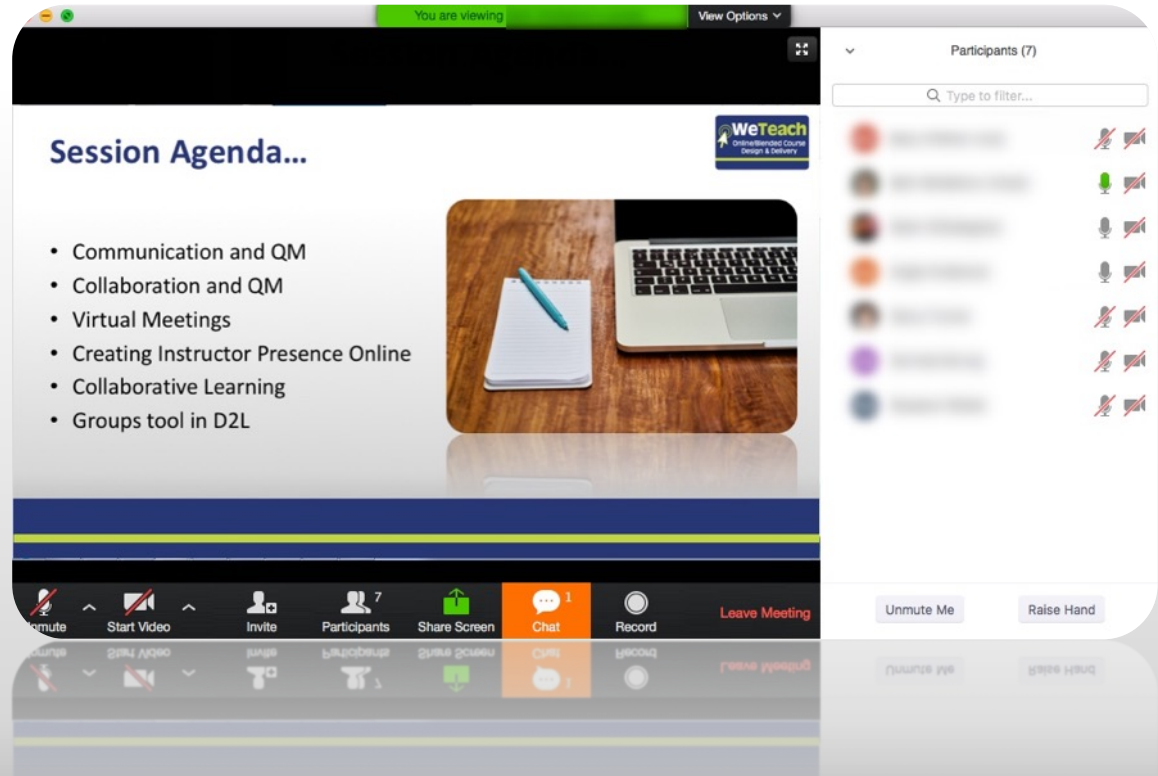 You are viewing
View Options
Participants (7)
Type to filter...
Session Agenda...
WeTeach
Online/Blended Course
Design & Delivery
• Communication and QM
• Collaboration and QM
• Virtual Meetings
• Creating Instructor Presence Online
• Collaborative Learning
• Groups tool in D2L
7
1
Start Video
Invite
Participants
Share Screen
Chat
Record
Leave Meeting
Unmute Me
Raise Hand